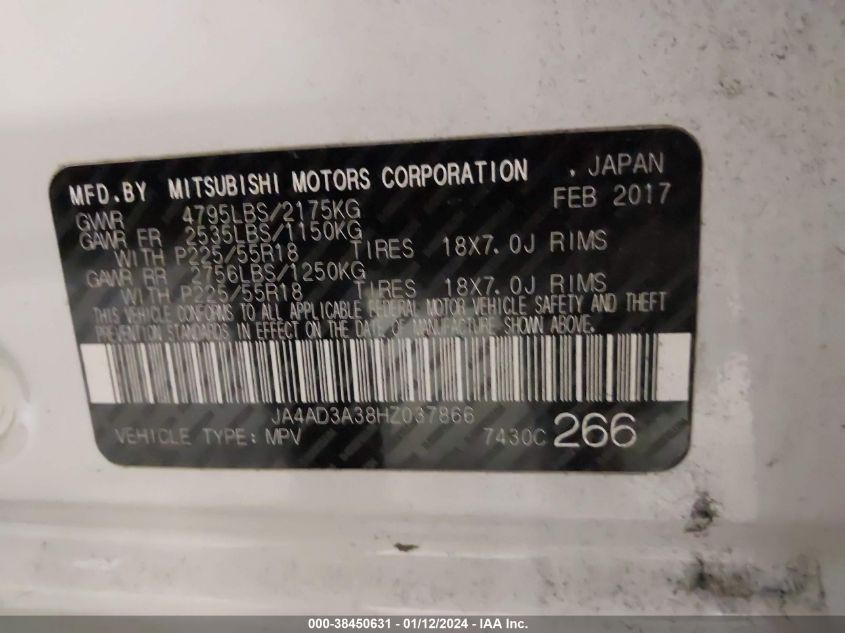 MFD.BY MITSUBISHI MOTORS CORPORATION , JAPAN
GVWR 4795LBS/2175KG FEB 2017
GAWR FR 2535LBS/1150KG
WITH P225/55R18 TIRES 18X7.0J RIMS
GAWR RR 2756LBS/1250KG
WITH P225/55R18 TIRES 18X7.0J RIMS
THIS VEHICLE CONFORMS TO ALL APPLICABLE FEDERAL MOTOR VEHICLE SAFETY AND THEFT
PREVENTION STANDARDS IN EFFECT ON THE DATE OF MANUFACTURE SHOWN ABOVE.
JA4AD3A38HZ037866
VEHICLE TYPE: MPV 7430C 266
000-38450631 - 01/12/2024 - IAA Inc.